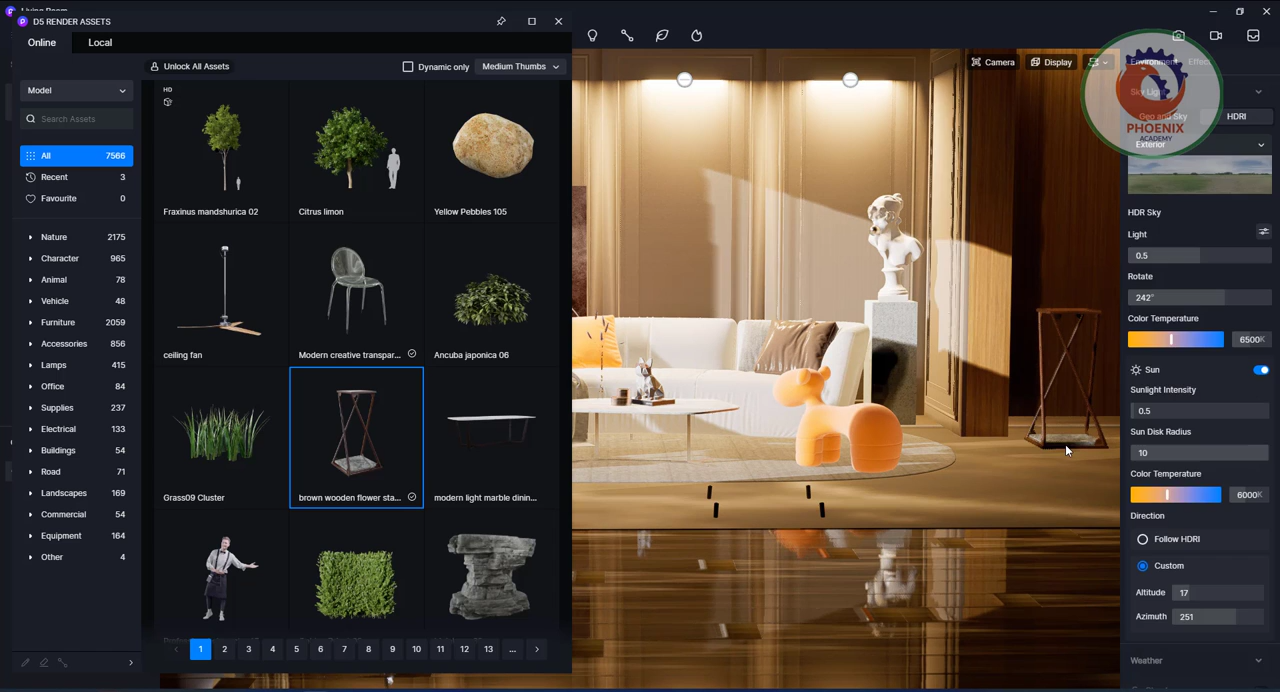 Living Room
D5 RENDER ASSETS
Online
Local
Unlock All Assets
Dynamic only
Medium Thumbs
Model
Search Assets
All 7566
Recent 3
Favourite 0
Nature 2175
Character 965
Animal 78
Vehicle 48
Furniture 2059
Accessories 856
Lamps 415
Office 84
Supplies 237
Electrical 133
Buildings 54
Road 71
Landscapes 169
Commercial 54
Equipment 164
Other 4
HD
Fraxinus mandshurica 02
Citrus limon
Yellow Pebbles 105
ceiling fan
Modern creative transpar...
Ancuba japonica 06
Grass09 Cluster
brown wooden flower sta...
modern light marble dinin...
1 2 3 4 5 6 7 8 9 10 11 12 13 ...
Camera
Display
Environment
Effect
Sky Light
Geo and Sky
HDRI
PHOENIX
ACADEMY
Exterior
HDR Sky
Light
0.5
Rotate
242°
Color Temperature
6500K
Sun
Sunlight Intensity
0.5
Sun Disk Radius
10
Color Temperature
6000K
Direction
Follow HDRI
Custom
Altitude 17
Azimuth 251
Weather